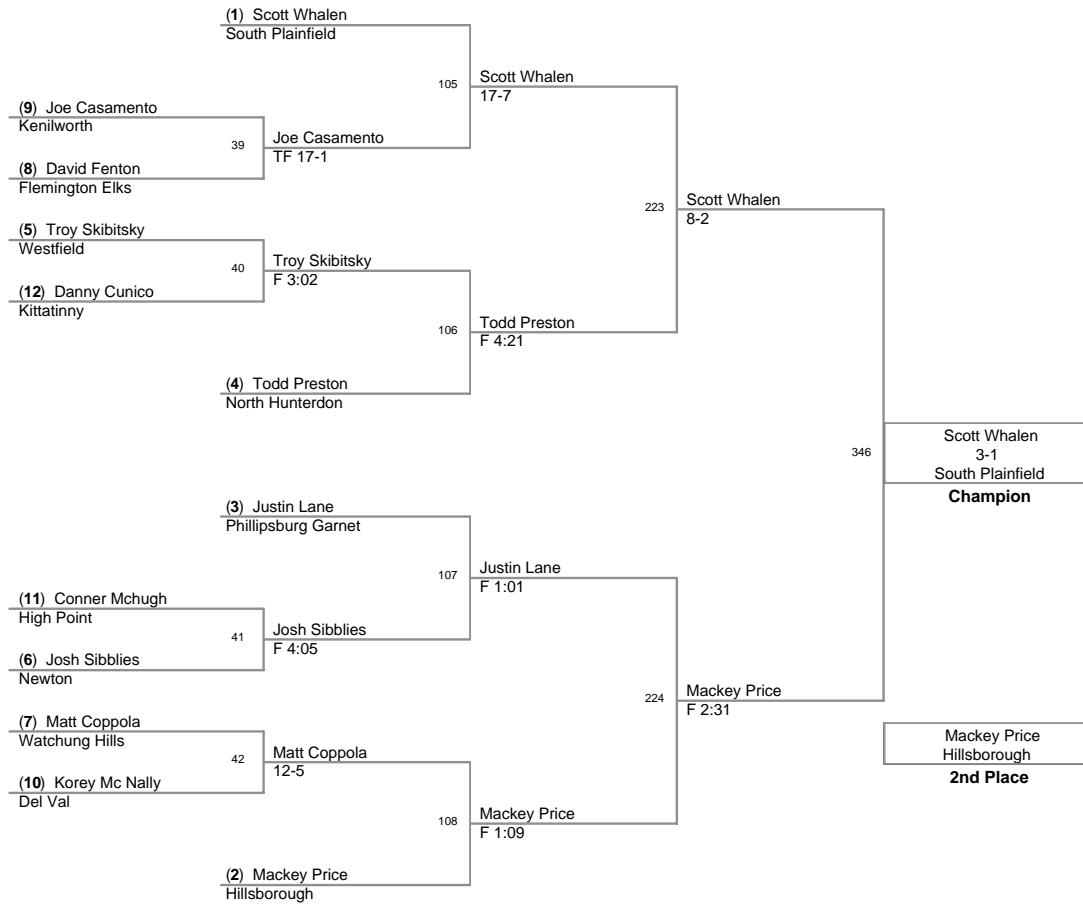 (1) Scott Whalen
South Plainfield
105
Scott Whalen
17-7
(9) Joe Casamento
Kenilworth
39
Joe Casamento
TF 17-1
(8) David Fenton
Flemington Elks
223
Scott Whalen
8-2
(5) Troy Skibitsky
Westfield
40
Troy Skibitsky
F 3:02
(12) Danny Cunico
Kittatinny
106
Todd Preston
F 4:21
(4) Todd Preston
North Hunterdon
346
Scott Whalen
3-1
South Plainfield
Champion
(3) Justin Lane
Phillipsburg Garnet
107
Justin Lane
F 1:01
(11) Conner Mchugh
High Point
41
Josh Sibblies
F 4:05
(6) Josh Sibblies
Newton
224
Mackey Price
F 2:31
(7) Matt Coppola
Watchung Hills
42
Matt Coppola
12-5
(10) Korey Mc Nally
Del Val
Mackey Price
Hillsborough
2nd Place
108
Mackey Price
F 1:09
(2) Mackey Price
Hillsborough